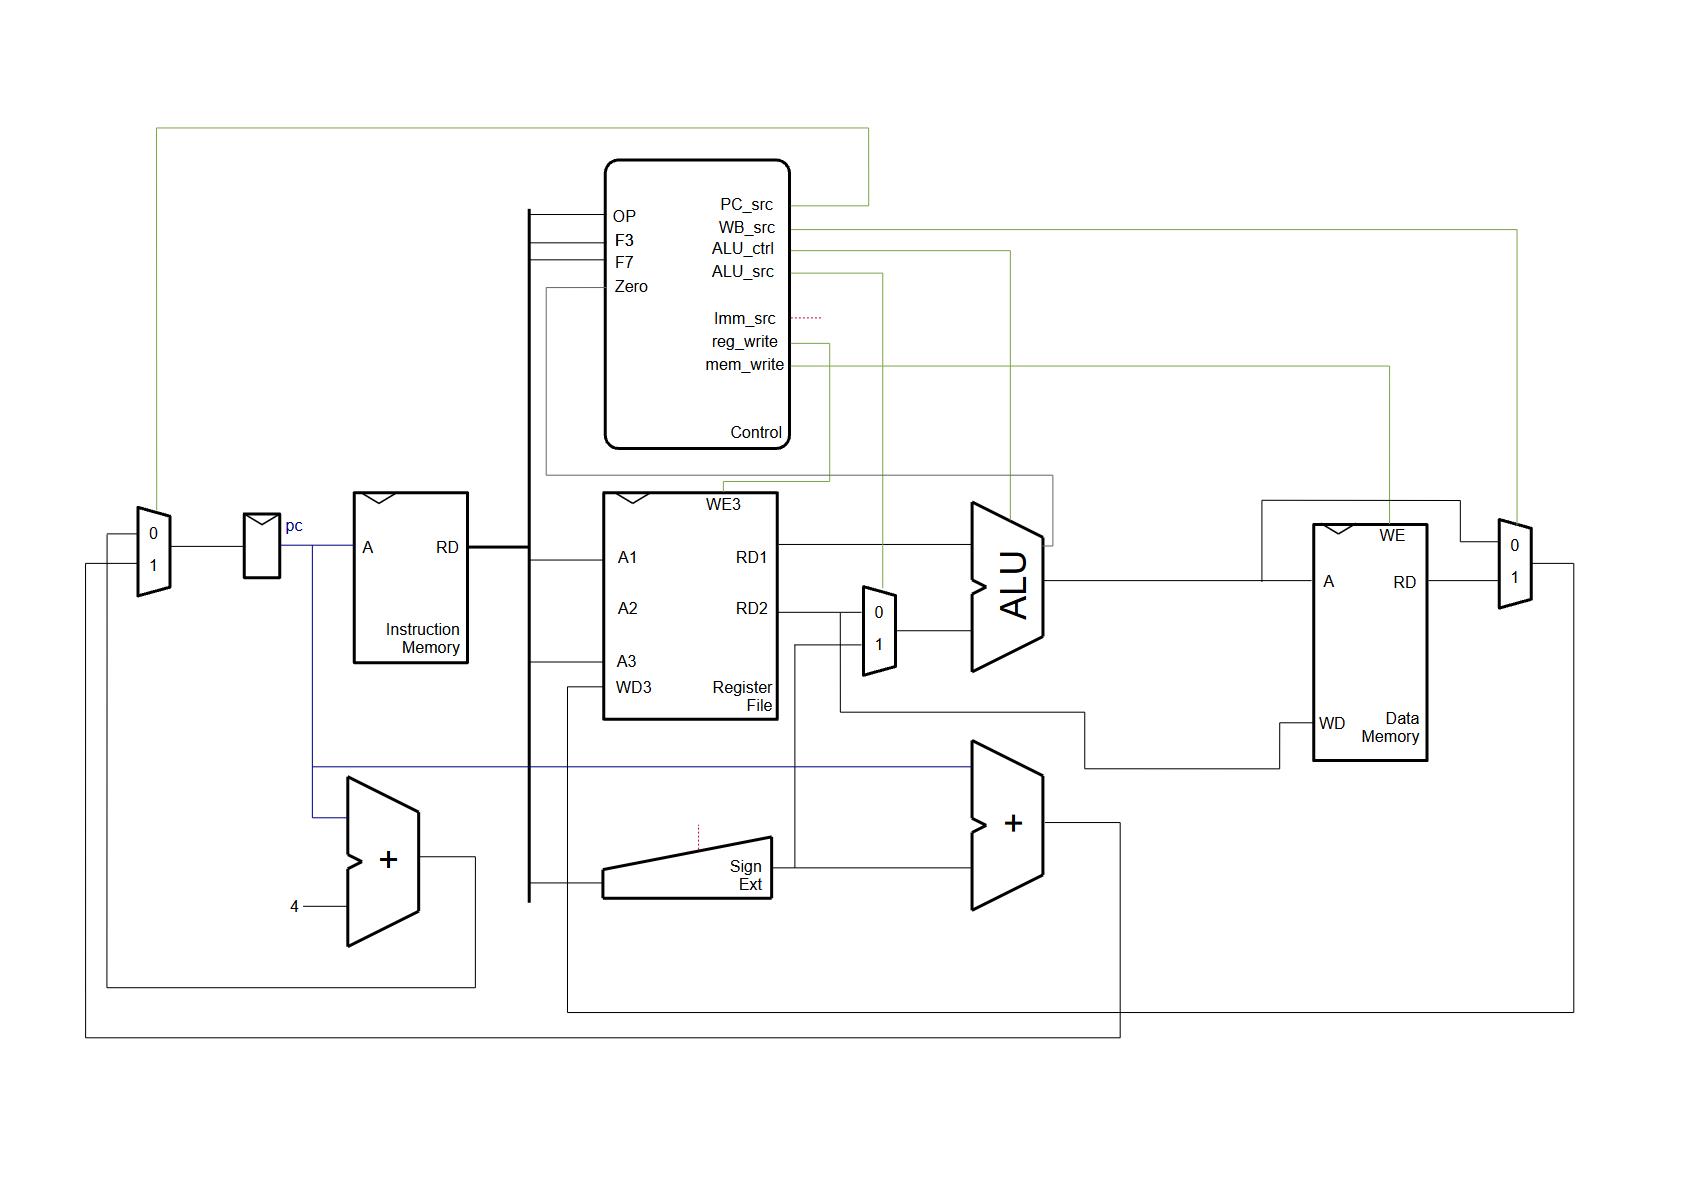 OP
F3
F7
Zero
PC_src
WB_src
ALU_ctrl
ALU_src
Imm_src
reg_write
mem_write
Control
0
1
pc
A
RD
Instruction
Memory
WE3
A1
A2
A3
WD3
RD1
RD2
Register
File
0
1
ALU
WE
A
RD
WD
Data
Memory
0
1
+
4
Sign
Ext
+